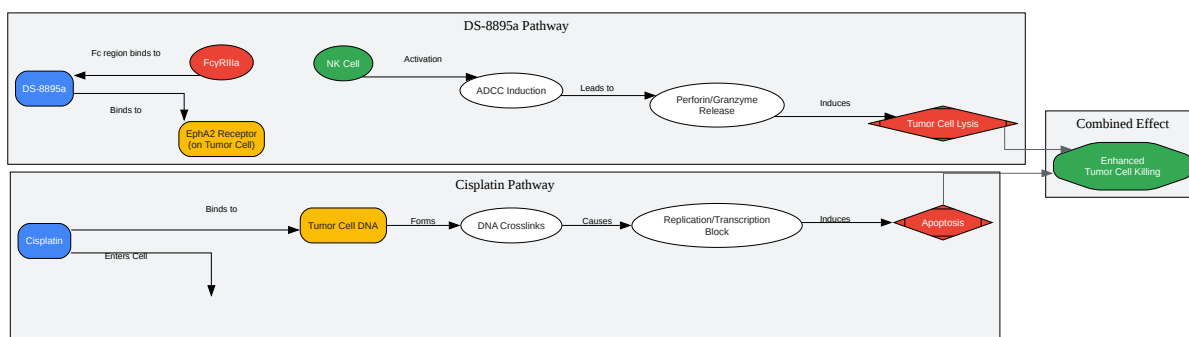 DS-8895a Pathway
Fc region binds to
FcγRIIIa
NK Cell
Activation
DS-8895a
Binds to
ADCC Induction
Leads to
Perforin/Granzyme
Release
Induces
EphA2 Receptor
(on Tumor Cell)
Tumor Cell Lysis
Combined Effect
Enhanced
Tumor Cell Killing
Cisplatin Pathway
Cisplatin
Binds to
Enters Cell
Tumor Cell DNA
Forms
DNA Crosslinks
Causes
Replication/Transcription
Block
Induces
Apoptosis